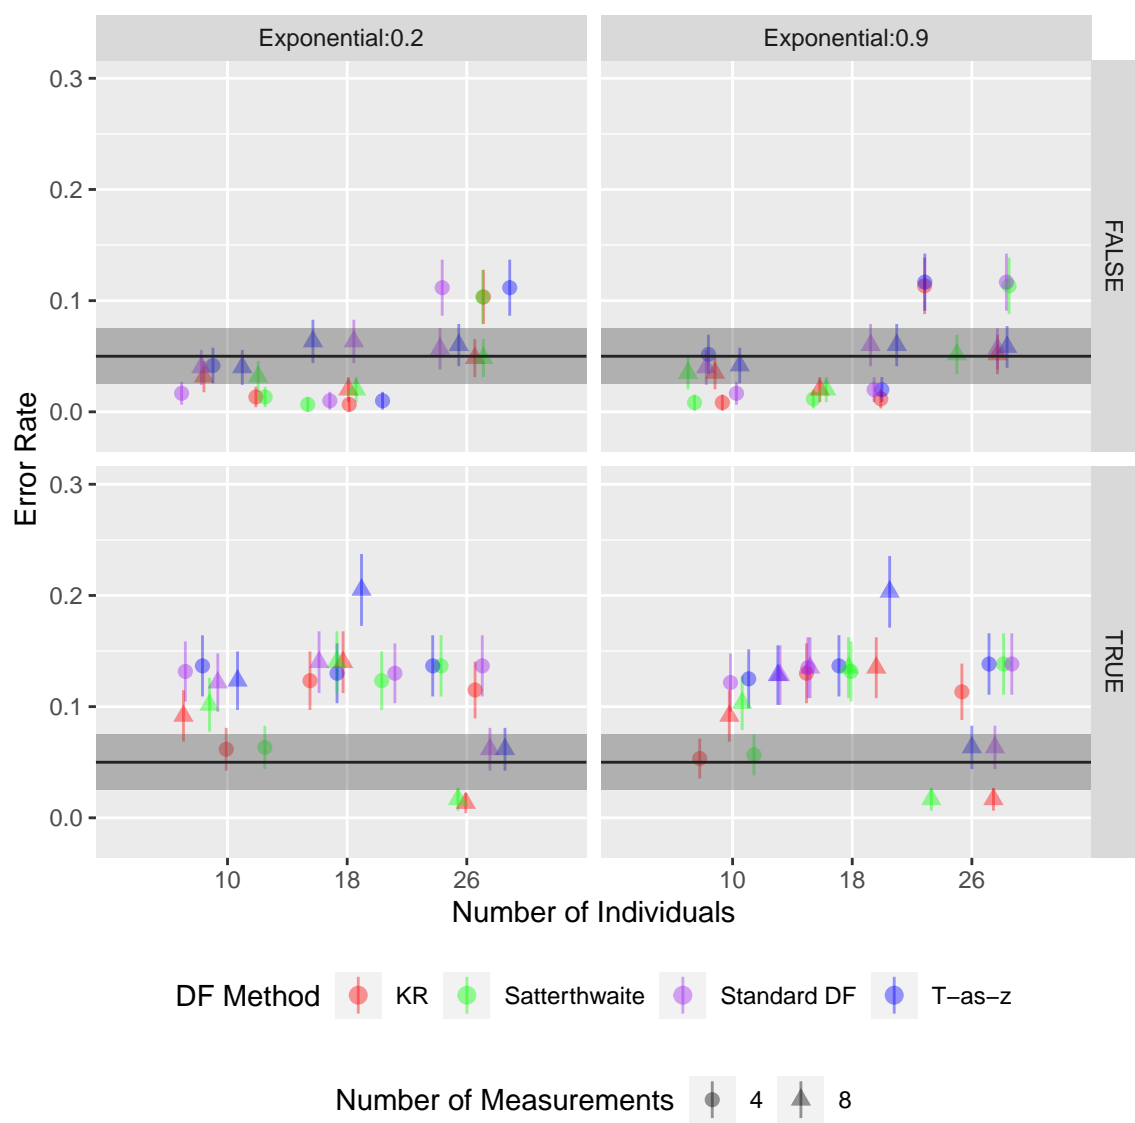 Exponential:0.2 Exponential:0.9
0.3
0.2
0.1
0.0
FALSE
Error Rate
0.3
0.2
0.1
0.0
TRUE
10 18 26 10 18 26
Number of Individuals
DF Method KR Satterthwaite Standard DF T−as−z
Number of Measurements 4 8